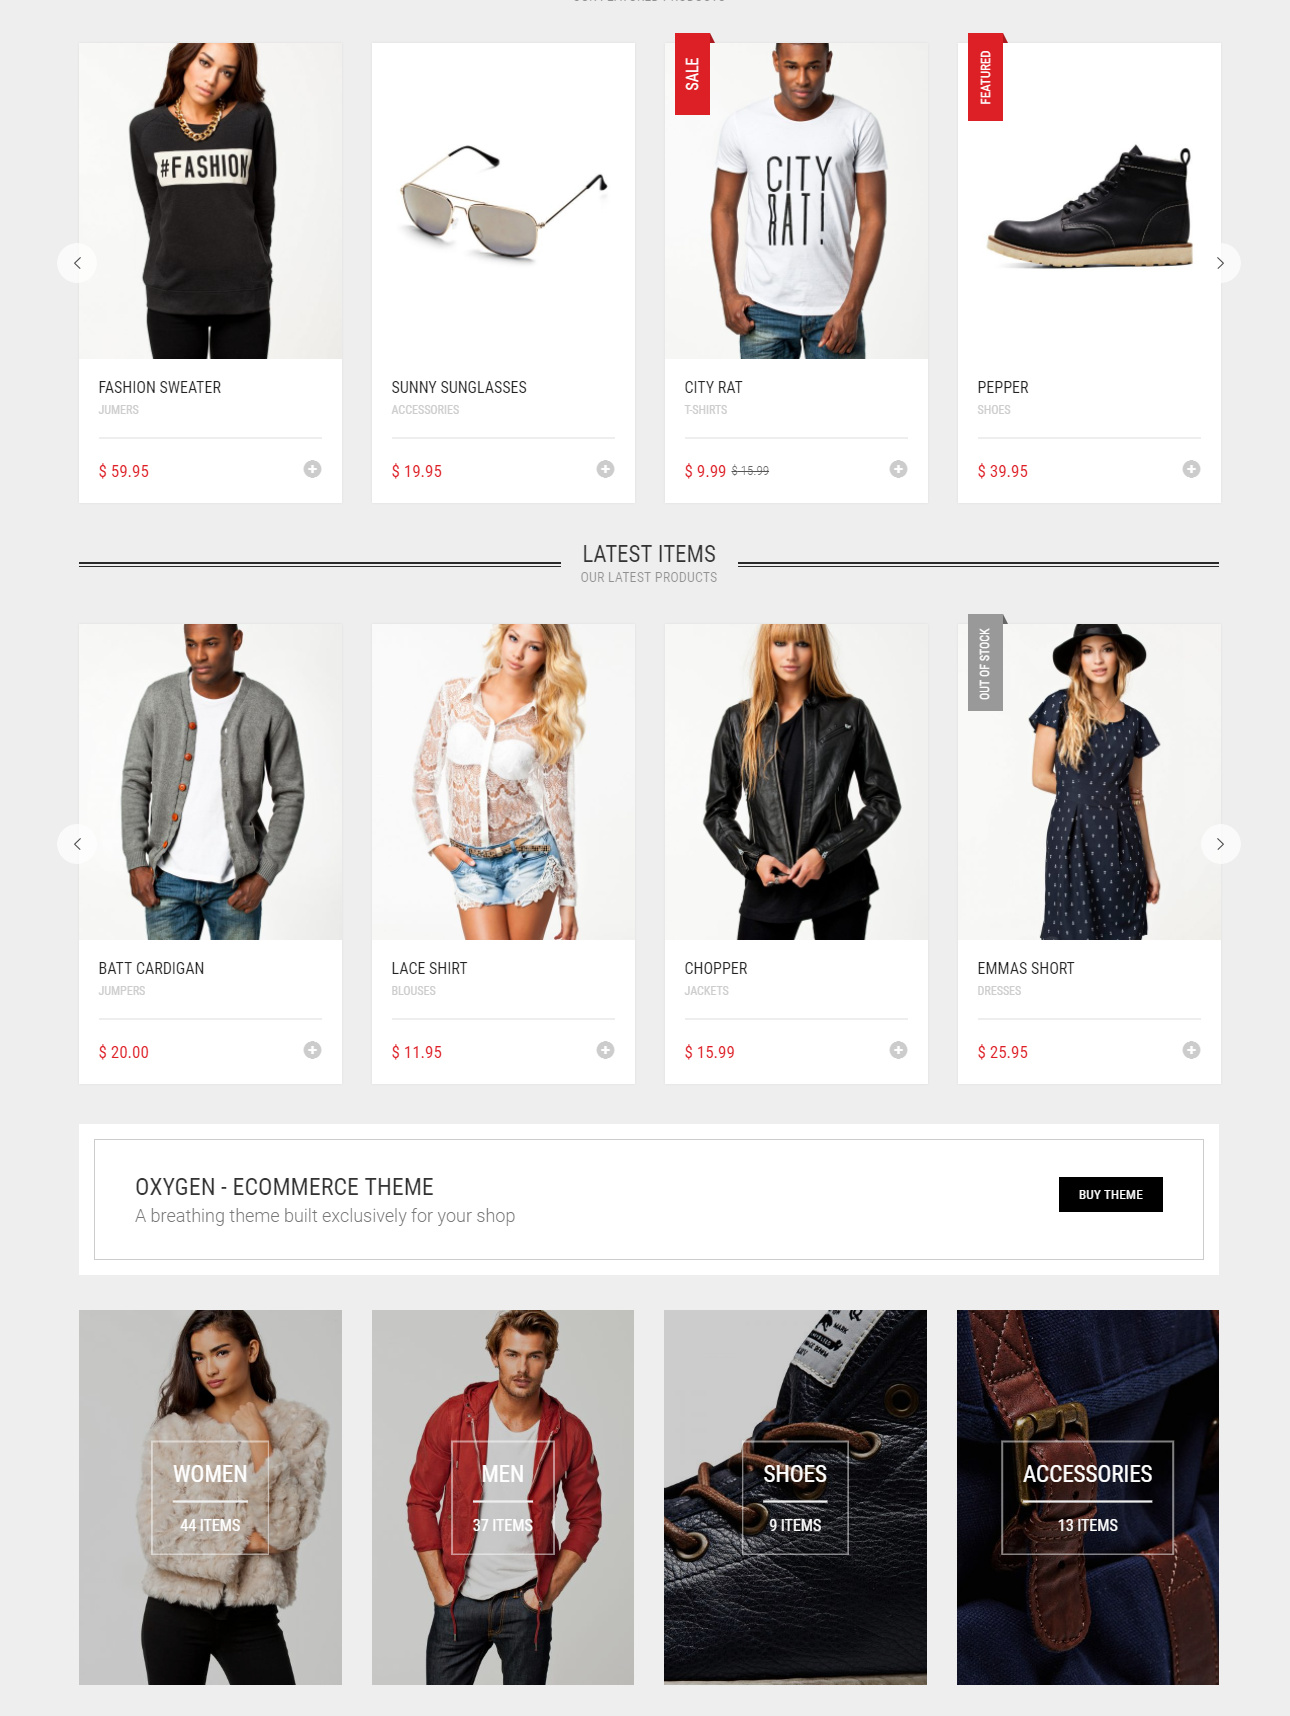 OUR FEATURED PRODUCTS
#FASHION
SALE
CITY
RAT!
FEATURED
FASHION SWEATER
JUMERS
$ 59.95
SUNNY SUNGLASSES
ACCESSORIES
$ 19.95
CITY RAT
T-SHIRTS
$ 9.99 $ 15.99
PEPPER
SHOES
$ 39.95
LATEST ITEMS
OUR LATEST PRODUCTS
OUT OF STOCK
BATT CARDIGAN
JUMPERS
$ 20.00
LACE SHIRT
BLOUSES
$ 11.95
CHOPPER
JACKETS
$ 15.99
EMMAS SHORT
DRESSES
$ 25.95
OXYGEN - ECOMMERCE THEME
A breathing theme built exclusively for your shop
BUY THEME
WOMEN
44 ITEMS
MEN
37 ITEMS
MARK
SHOES
9 ITEMS
ACCESSORIES
13 ITEMS